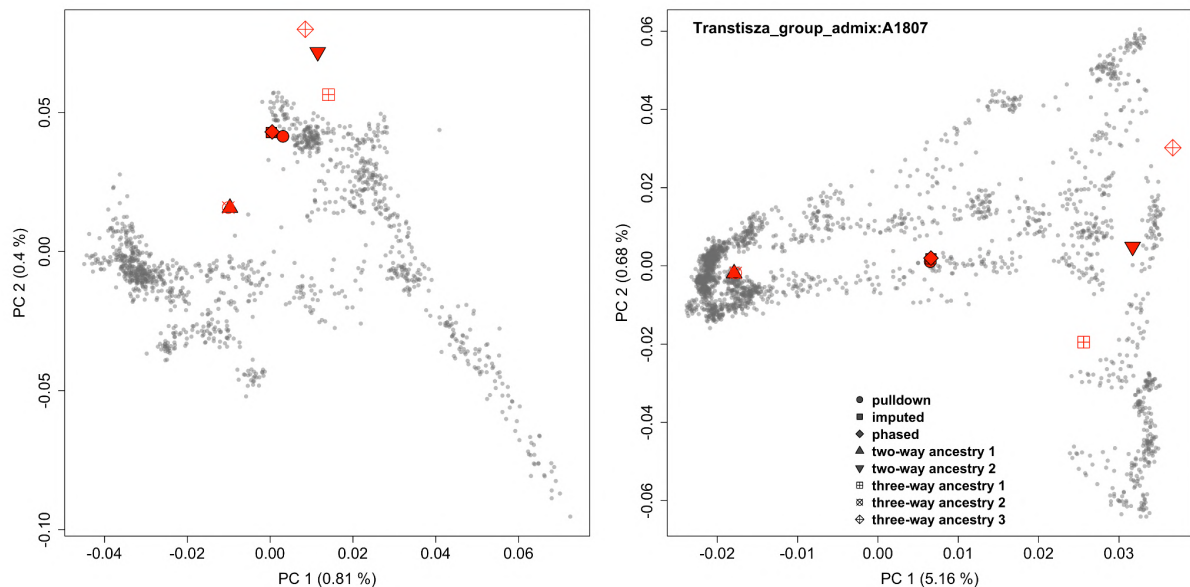 0.05
0.00
-0.05
-0.10
PC 2 (0.4 %)
-0.04
-0.02
0.00
0.02
0.04
0.06
PC 1 (0.81 %)
Transtisza_group_admix:A1807
0.06
0.04
0.02
0.00
-0.02
-0.04
-0.06
PC 2 (0.68 %)
pulldown
imputed
phased
two-way ancestry 1
two-way ancestry 2
three-way ancestry 1
three-way ancestry 2
three-way ancestry 3
-0.02
-0.01
0.00
0.01
0.02
0.03
PC 1 (5.16 %)